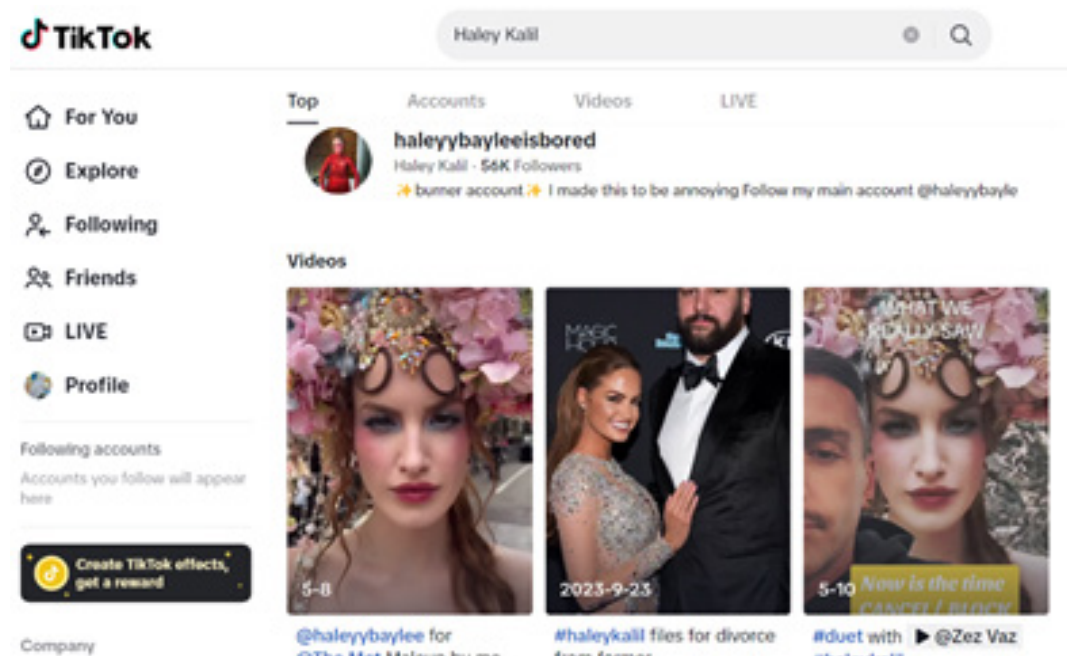 TikTok
Haley Kalil
For You
Explore
Following
Friends
LIVE
Profile
Following accounts
Accounts you follow will appear
here
Create TikTok effects,
get a reward
Company
Top Accounts Videos LIVE
haleyybayleeisbored
Haley Kalil · 56K Followers
✨burner account✨ I made this to be annoying Follow my main account @haleyybayle
Videos
5-8
@haleyybaylee for
MAGIC
2023-9-23
#haleykalil files for divorce
WHAT WE
REALLY SAW
5-10
Now is the time
CANCEL / BLOCK
#duet with ▶ @Zez Vaz